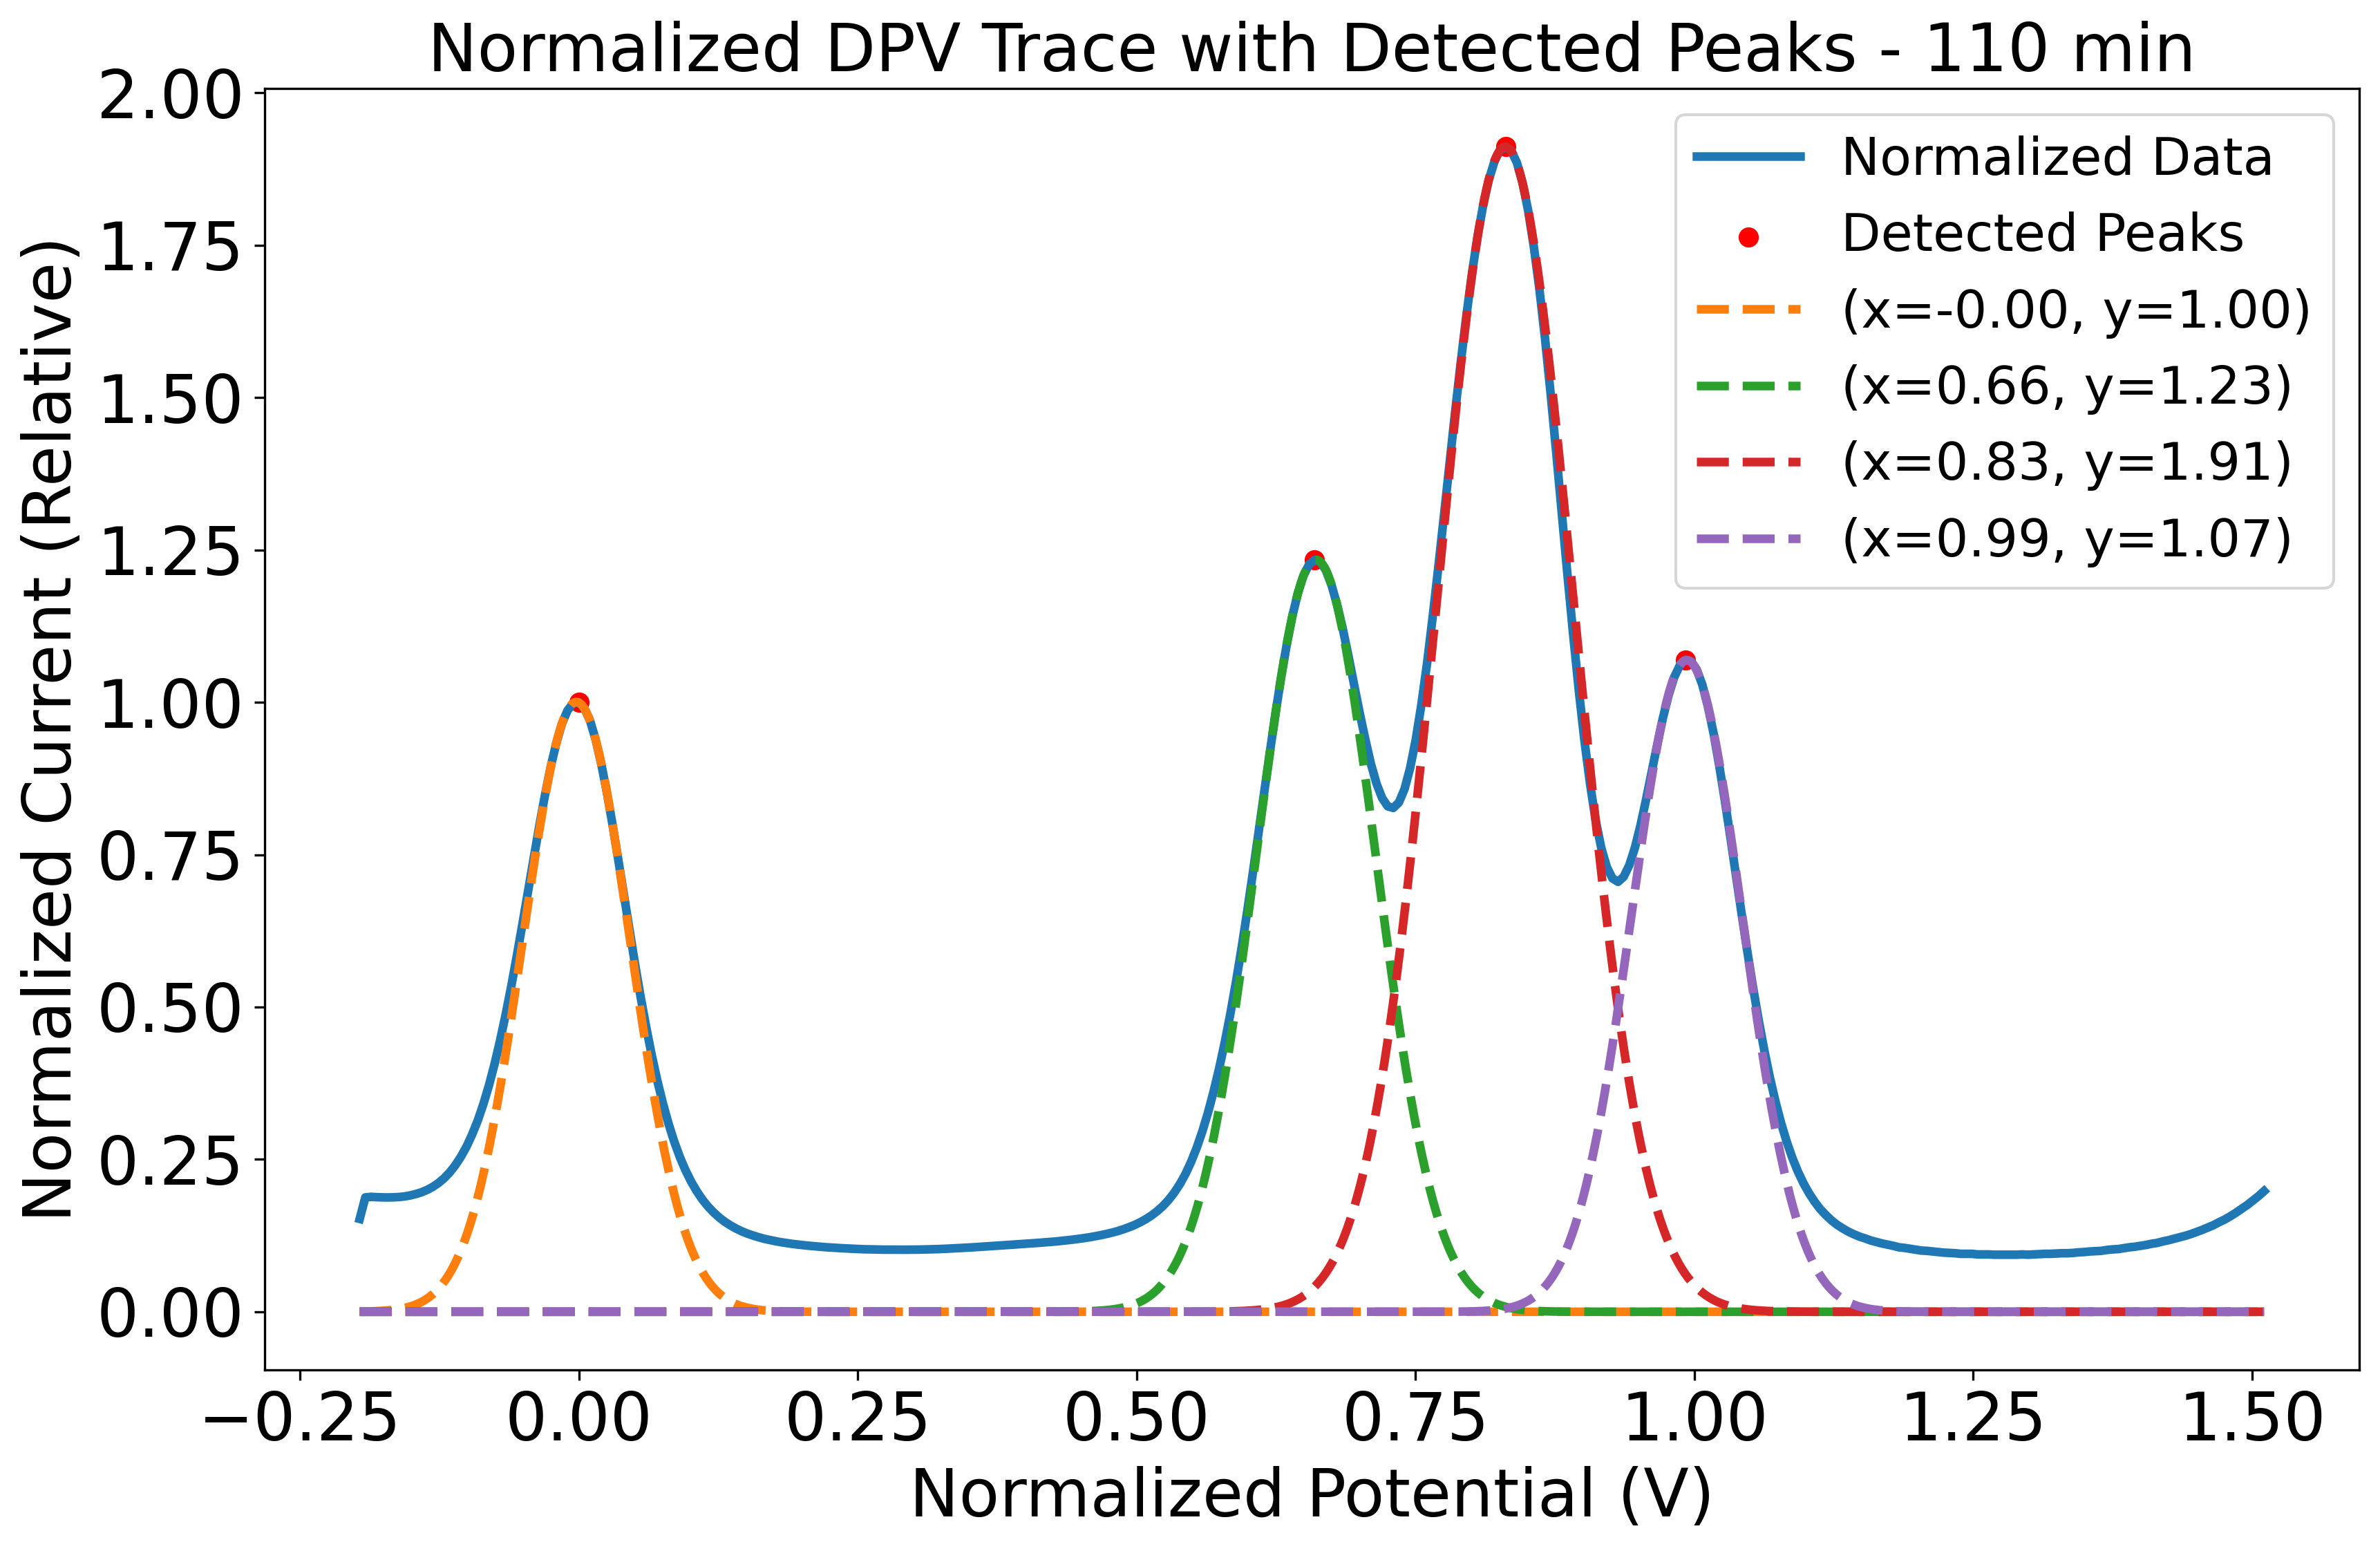 Normalized DPV Trace with Detected Peaks - 110 min
2.00
1.75
1.50
1.25
1.00
0.75
0.50
0.25
0.00
Normalized Current (Relative)
Normalized Data
Detected Peaks
(x=-0.00, y=1.00)
(x=0.66, y=1.23)
(x=0.83, y=1.91)
(x=0.99, y=1.07)
−0.25 0.00 0.25 0.50 0.75 1.00 1.25 1.50
Normalized Potential (V)